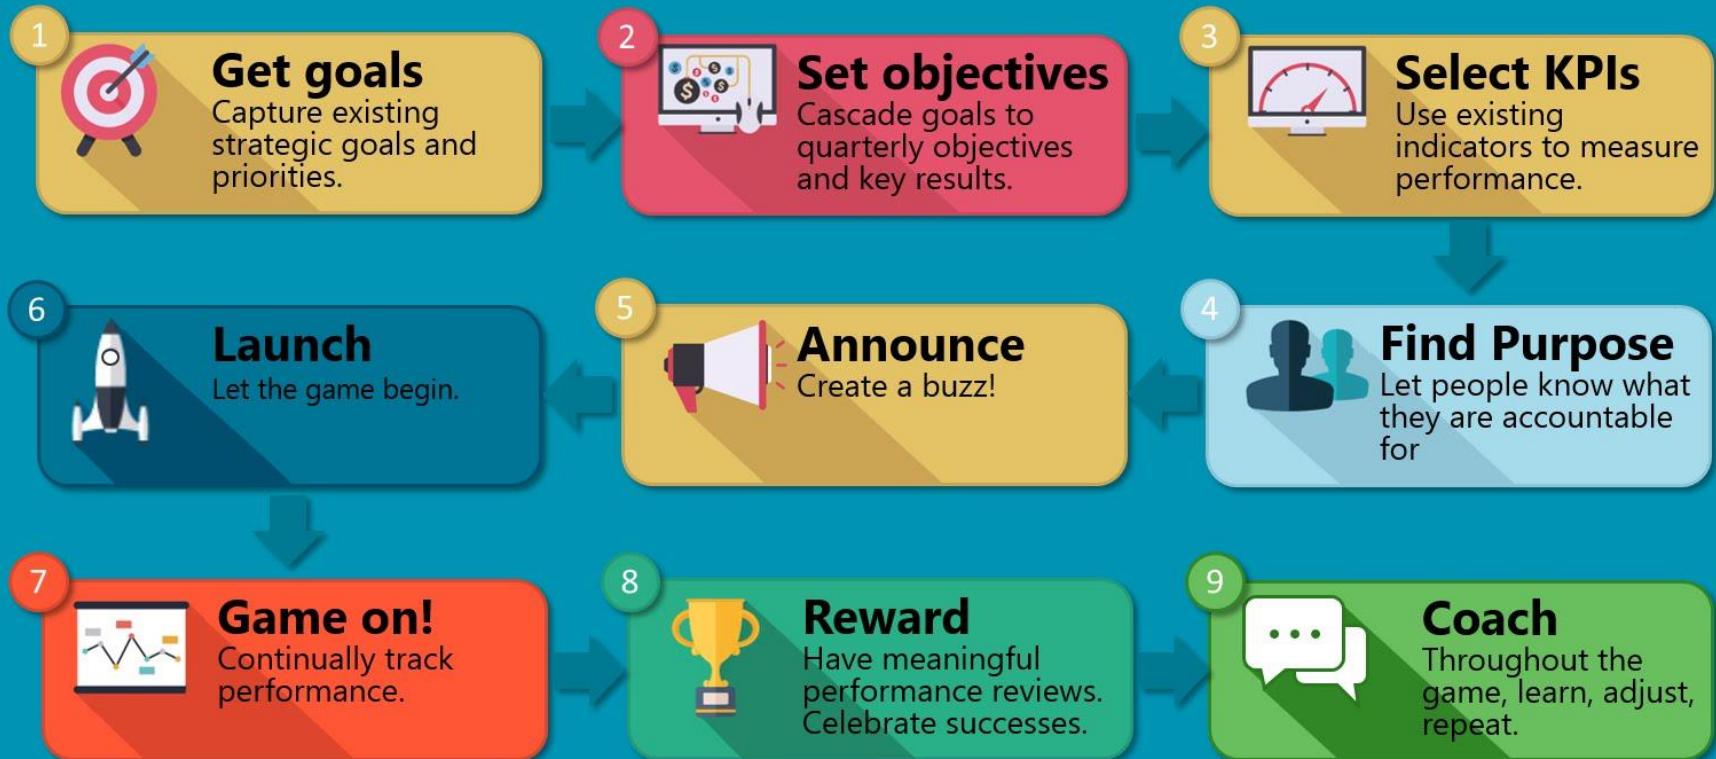 1
Get goals
Capture existing
strategic goals and
priorities.
2
Set objectives
Cascade goals to
quarterly objectives
and key results.
3
Select KPIs
Use existing
indicators to measure
performance.
4
Find Purpose
Let people know what
they are accountable
for
5
Announce
Create a buzz!
6
Launch
Let the game begin.
7
Game on!
Continually track
performance.
8
Reward
Have meaningful
performance reviews.
Celebrate successes.
9
Coach
Throughout the
game, learn, adjust,
repeat.